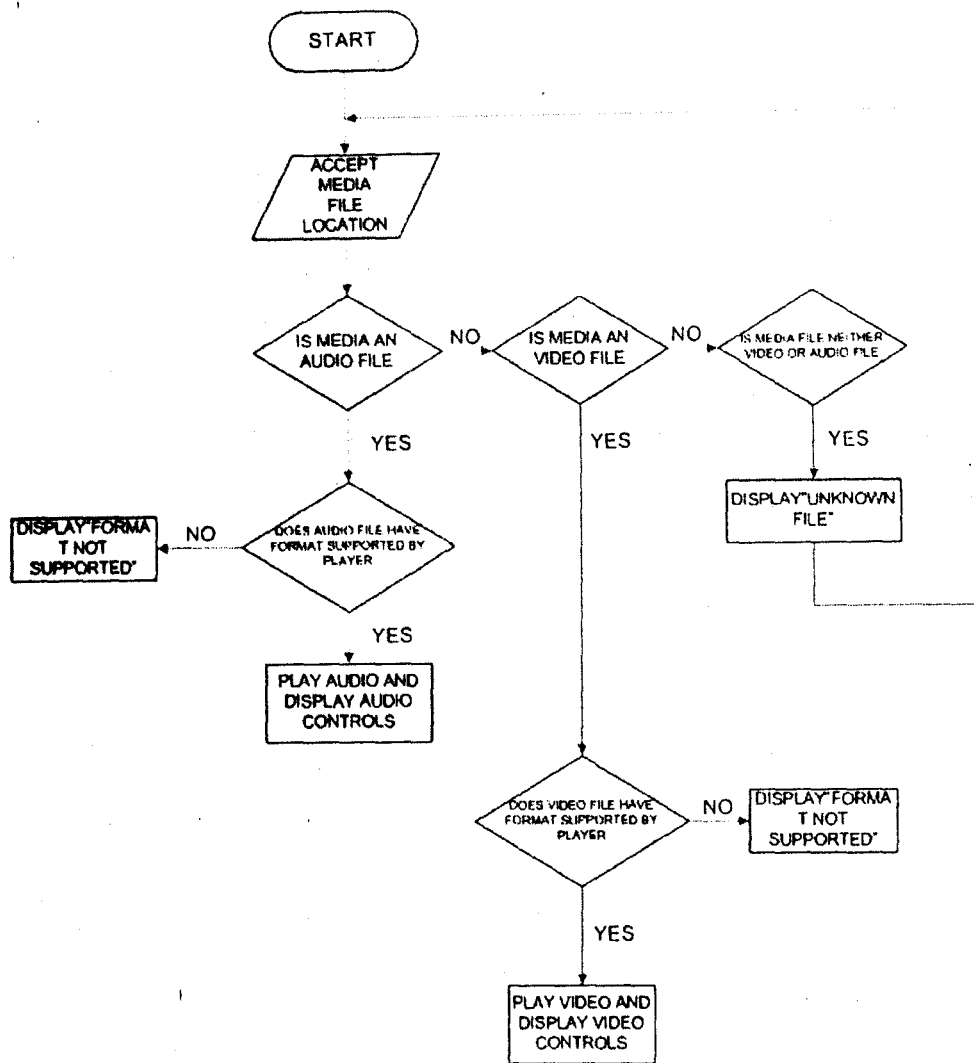 START
ACCEPT
MEDIA
FILE
LOCATION
IS MEDIA AN
AUDIO FILE
NO
IS MEDIA AN
VIDEO FILE
NO
IS MEDIA FILE NEITHER
VIDEO OR AUDIO FILE
YES
YES
YES
DISPLAY"UNKNOWN
FILE"
DISPLAY"FORMA
T NOT
SUPPORTED"
NO
DOES AUDIO FILE HAVE
FORMAT SUPPORTED BY
PLAYER
YES
PLAY AUDIO AND
DISPLAY AUDIO
CONTROLS
DOES VIDEO FILE HAVE
FORMAT SUPPORTED BY
PLAYER
NO
DISPLAY"FORMA
T NOT
SUPPORTED"
YES
PLAY VIDEO AND
DISPLAY VIDEO
CONTROLS